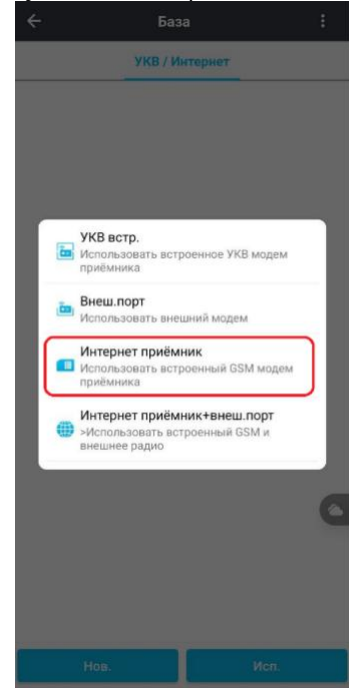 База
УКВ / Интернет
УКВ встр.
Использовать встроенное УКВ модем
приёмника
Внеш.порт
Использовать внешний модем
Интернет приёмник
Использовать встроенный GSM модем
приёмника
Интернет приёмник+внеш.порт
>Использовать встроенный GSM и
внешнее радио
Нов.
Исп.